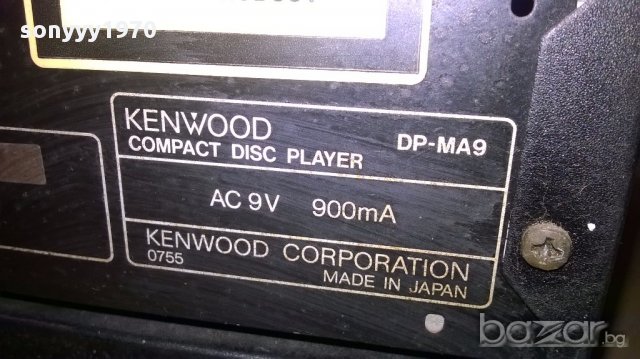 sonyyy1970
KENWOOD DP-MA9
COMPACT DISC PLAYER
AC 9V 900mA
KENWOOD CORPORATION
0755 MADE IN JAPAN
bazar.bg